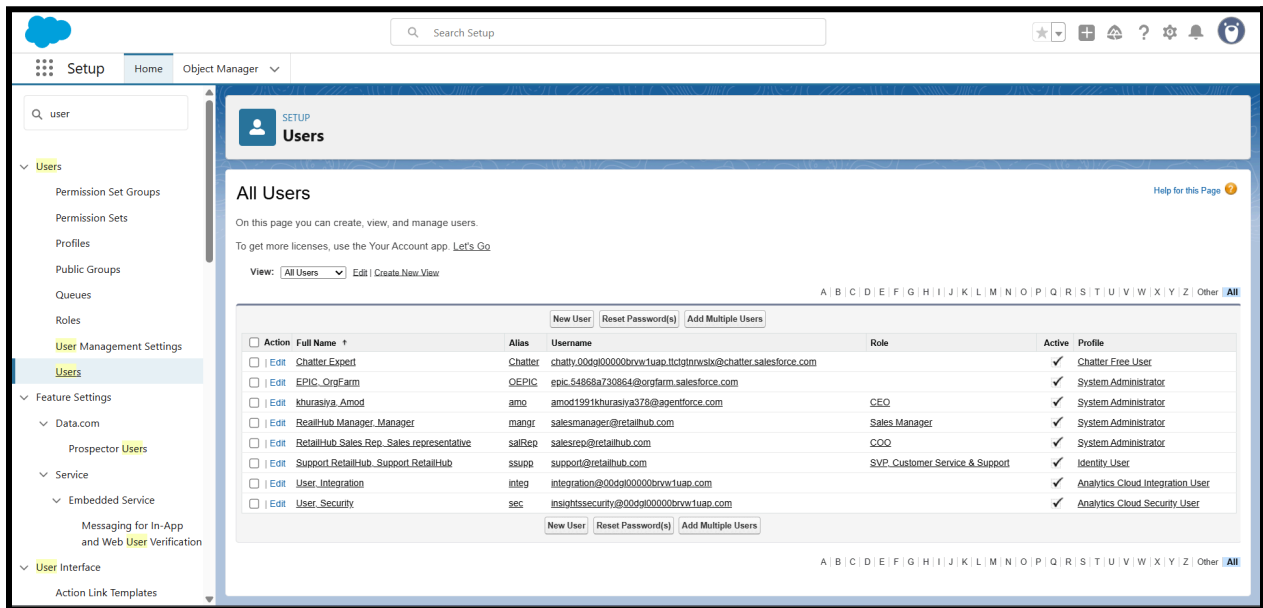 Search Setup
Setup Home Object Manager
user
Users
Permission Set Groups
Permission Sets
Profiles
Public Groups
Queues
Roles
User Management Settings
Users
Feature Settings
Data.com
Prospector Users
Service
Embedded Service
Messaging for In-App
and Web User Verification
User Interface
Action Link Templates
SETUP
Users
All Users
Help for this Page ?
On this page you can create, view, and manage users.
To get more licenses, use the Your Account app. Let's Go
View: All Users Edit | Create New View
A | B | C | D | E | F | G | H | I | J | K | L | M | N | O | P | Q | R | S | T | U | V | W | X | Y | Z | Other All
New User Reset Password(s) Add Multiple Users
Action Full Name ↑ Alias Username Role Active Profile
| Edit Chatter Expert Chatter chatty.00dgl00000brvw1uap.ttctgtnrwsix@chatter.salesforce.com Chatter Free User
| Edit EPIC, OrgFarm OEPIC epic.54868a730864@orgfarm.salesforce.com System Administrator
| Edit khurasiya, Amod amo amod1991khurasiya378@agentforce.com CEO System Administrator
| Edit ReailHub Manager, Manager mangr salesmanager@retailhub.com Sales Manager System Administrator
| Edit RetailHub Sales Rep, Sales representative salRep salesrep@retailhub.com COO System Administrator
| Edit Support RetailHub, Support RetailHub ssupp support@retailhub.com SVP, Customer Service & Support Identity User
| Edit User, Integration integ integration@00dgl00000brvw1uap.com Analytics Cloud Integration User
| Edit User, Security sec insightssecurity@00dgl00000brvw1uap.com Analytics Cloud Security User
New User Reset Password(s) Add Multiple Users
A | B | C | D | E | F | G | H | I | J | K | L | M | N | O | P | Q | R | S | T | U | V | W | X | Y | Z | Other All